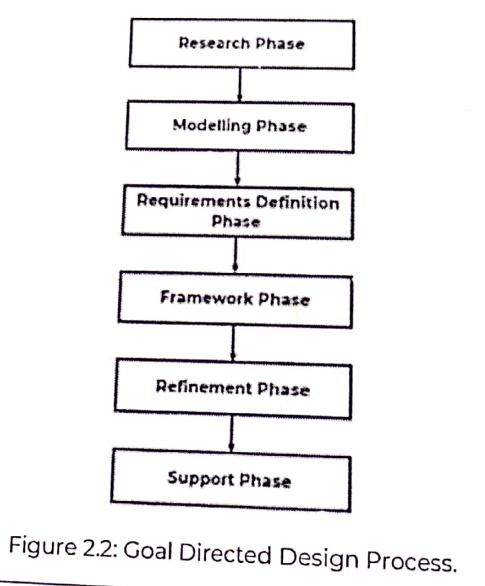 Research Phase
Modelling Phase
Requirements Definition
Phase
Framework Phase
Refinement Phase
Support Phase
Figure 2.2: Goal Directed Design Process.